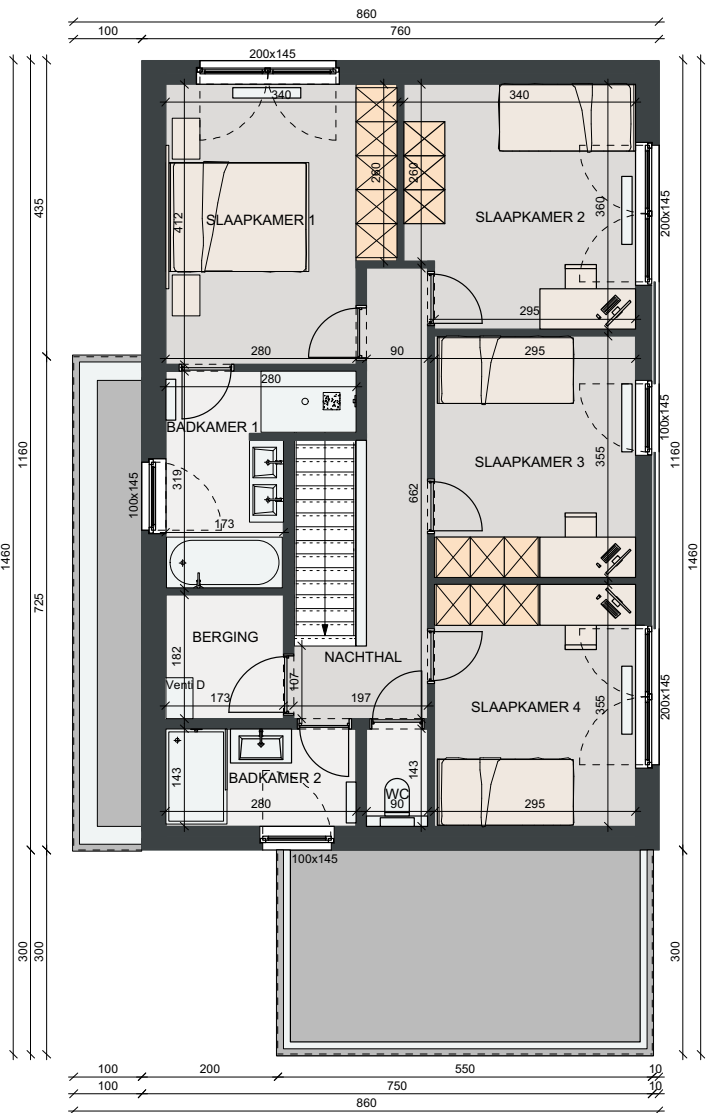 860
100 760
200x145
340 340
260
260
SLAAPKAMER 1
412
SLAAPKAMER 2
360
200x145
435
295
280 90 295
280
BADKAMER 1
100x145
1160
319
100x145
SLAAPKAMER 3
355
1160
662
173
1460
1460
725
BERGING
182
NACHTHAL
Venti D
173
107
197
SLAAPKAMER 4
355
200x145
143
BADKAMER 2
143
WC
280 90 295
100x145
300
300
300
100 200 550 10
100 750 10
860